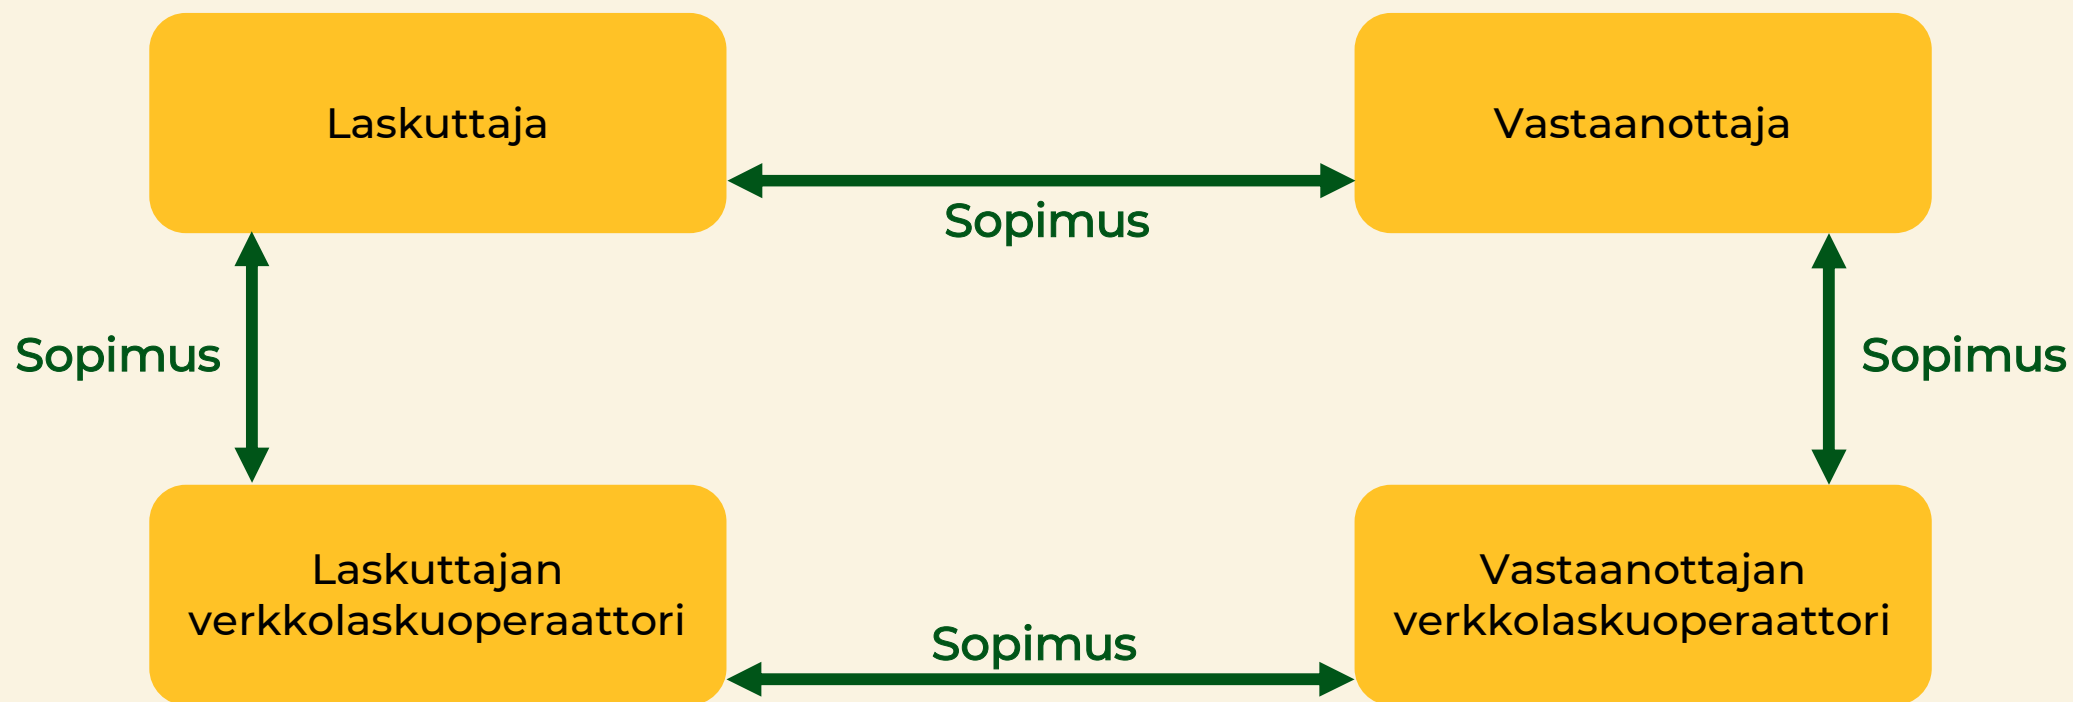 Laskuttaja
Vastaanottaja
Sopimus
Sopimus
Sopimus
Laskuttajan
verkkolaskuoperaattori
Vastaanottajan
verkkolaskuoperaattori
Sopimus